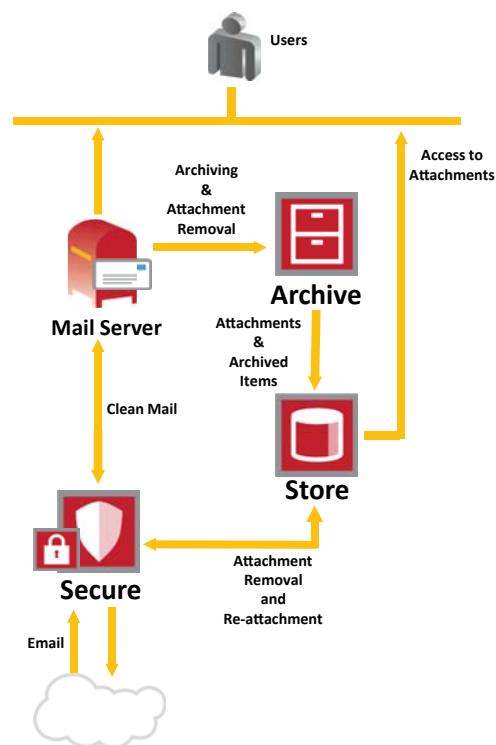 Users
Access to
Attachments
Archiving
&
Attachment
Removal
Archive
Mail Server
Attachments
&
Archived
Items
Clean Mail
Store
Secure
Attachment
Removal
and
Re-attachment
Email